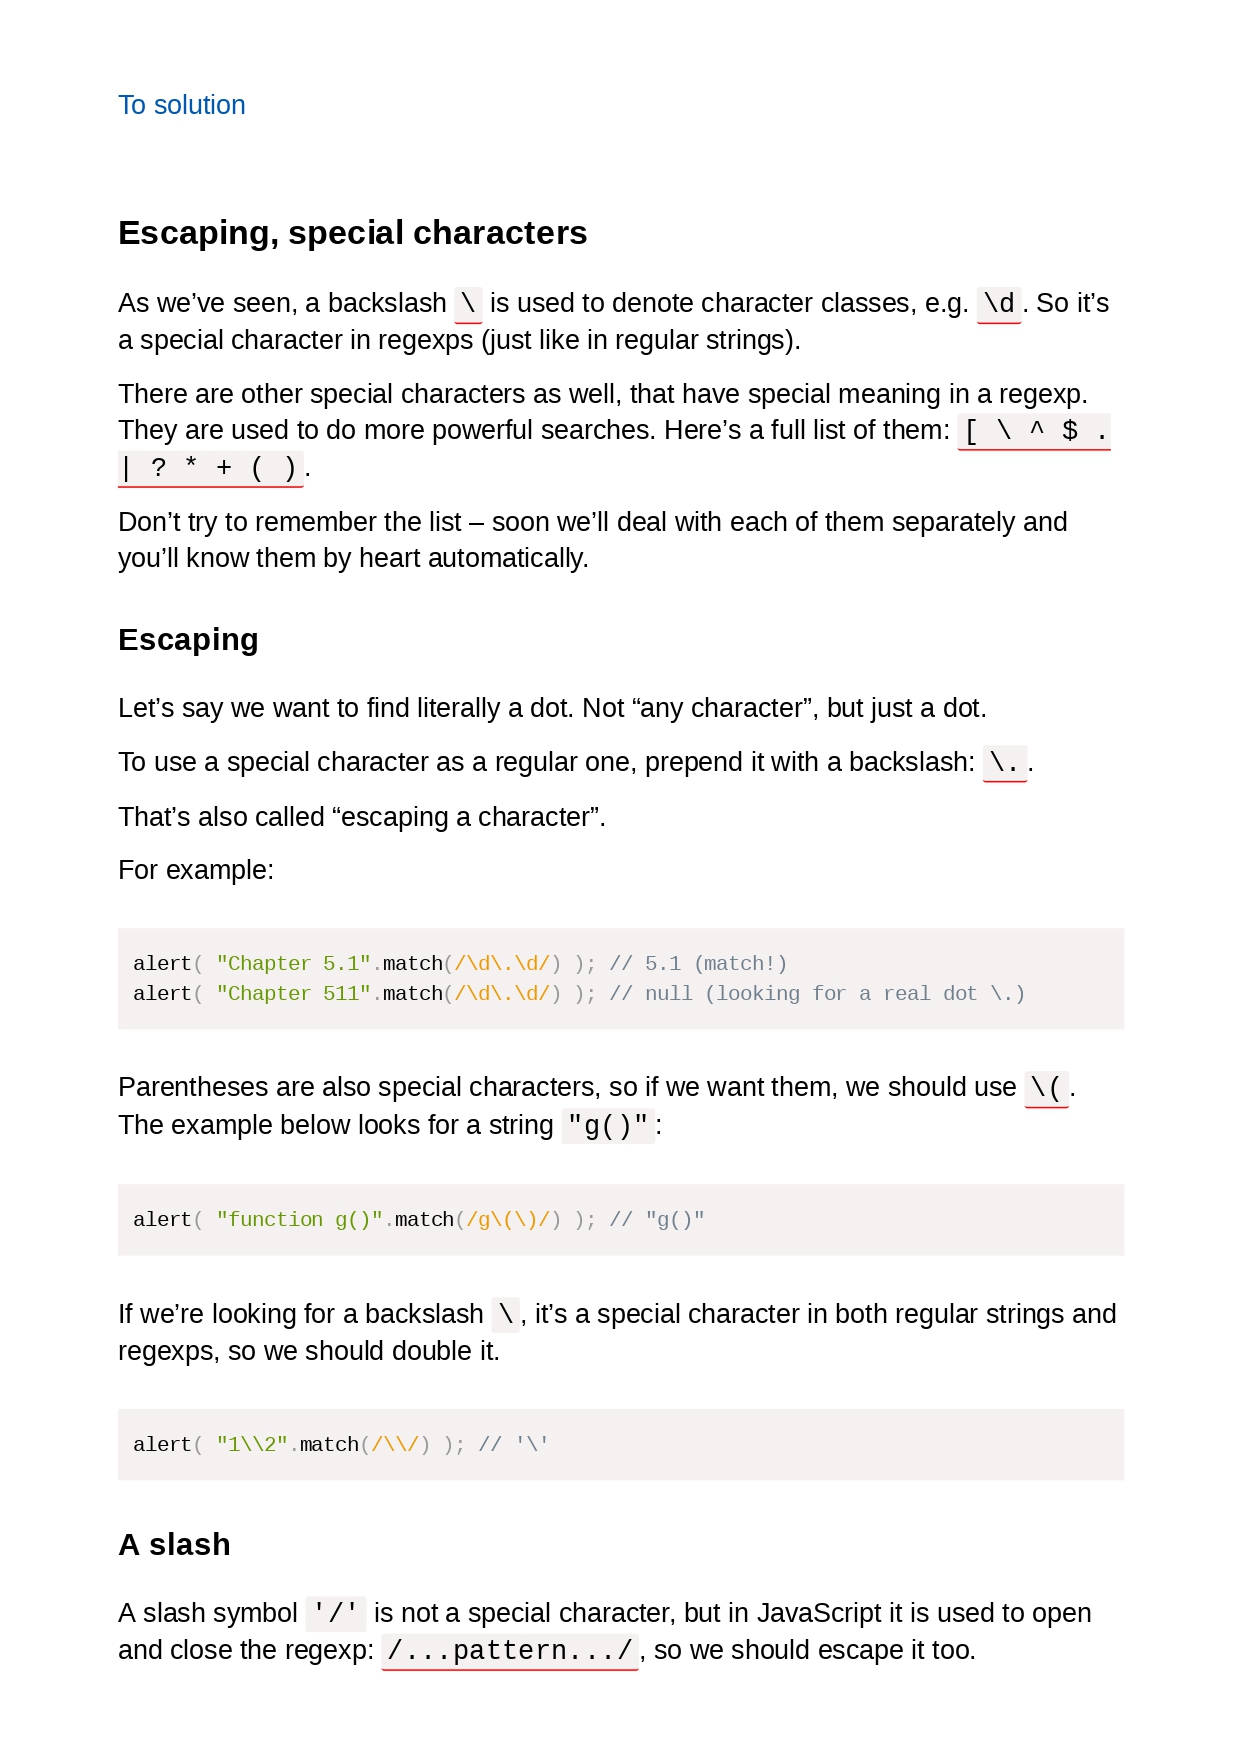 To solution
Escaping, special characters
As we’ve seen, a backslash \ is used to denote character classes, e.g. \d. So it’s
a special character in regexps (just like in regular strings).
There are other special characters as well, that have special meaning in a regexp.
They are used to do more powerful searches. Here’s a full list of them: [ \ ^ $ .
| ? * + ( ).
Don’t try to remember the list – soon we’ll deal with each of them separately and
you’ll know them by heart automatically.
Escaping
Let’s say we want to find literally a dot. Not “any character”, but just a dot.
To use a special character as a regular one, prepend it with a backslash: \..
That’s also called “escaping a character”.
For example:
alert( "Chapter 5.1".match(/\d\.\d/) ); // 5.1 (match!)
alert( "Chapter 511".match(/\d\.\d/) ); // null (looking for a real dot \.)
Parentheses are also special characters, so if we want them, we should use \(.
The example below looks for a string "g()":
alert( "function g()".match(/g\(\)/) ); // "g()"
If we’re looking for a backslash \, it’s a special character in both regular strings and
regexps, so we should double it.
alert( "1\\2".match(/\\/) ); // '\'
A slash
A slash symbol '/' is not a special character, but in JavaScript it is used to open
and close the regexp: /...pattern.../, so we should escape it too.